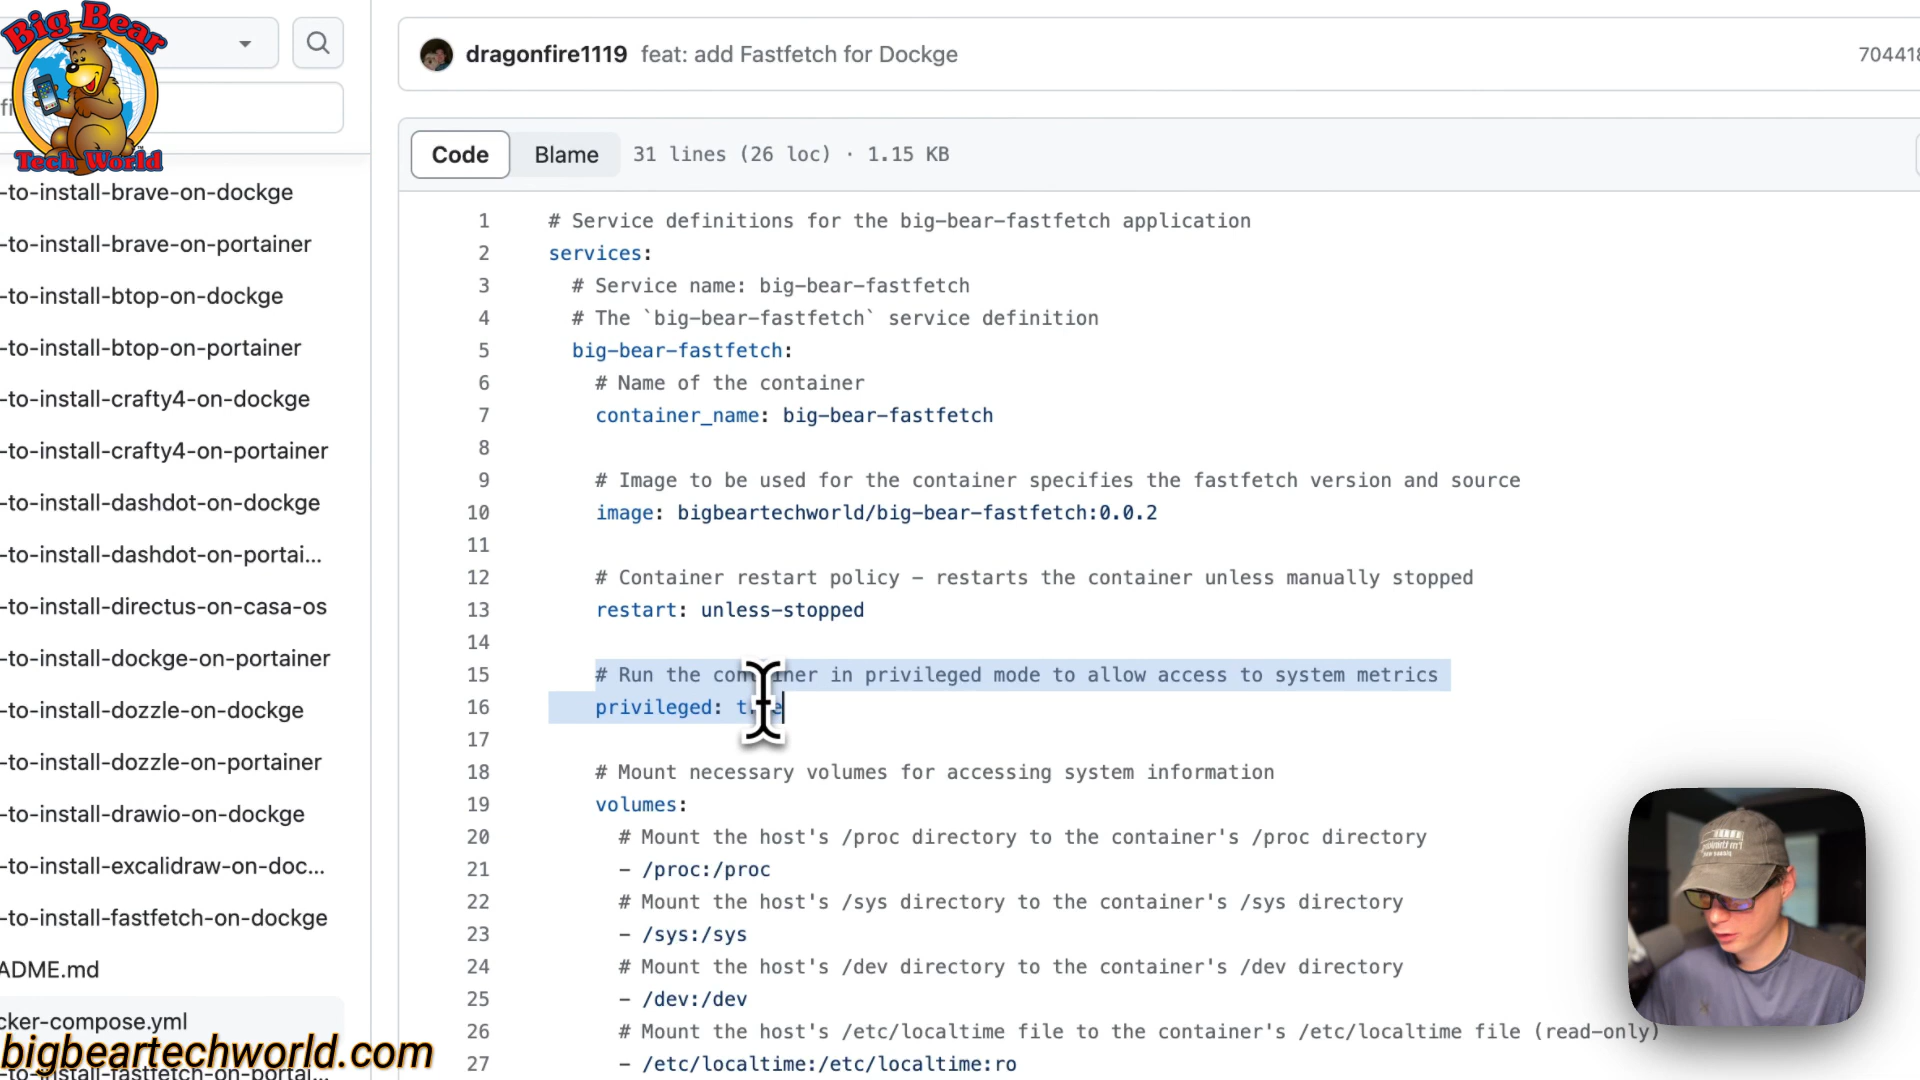 Big Bear
Tech World
fi
-to-install-brave-on-dockge
-to-install-brave-on-portainer
-to-install-btop-on-dockge
-to-install-btop-on-portainer
-to-install-crafty4-on-dockge
-to-install-crafty4-on-portainer
-to-install-dashdot-on-dockge
-to-install-dashdot-on-portai...
-to-install-directus-on-casa-os
-to-install-dockge-on-portainer
-to-install-dozzle-on-dockge
-to-install-dozzle-on-portainer
-to-install-drawio-on-dockge
-to-install-excalidraw-on-doc...
-to-install-fastfetch-on-dockge
ADME.md
cker-compose.yml
-to-install-fastfetch-on-portai...
bigbeartechworld.com
dragonfire1119 feat: add Fastfetch for Dockge 704418
Code Blame 31 lines (26 loc) · 1.15 KB
1 # Service definitions for the big-bear-fastfetch application
2 services:
3 # Service name: big-bear-fastfetch
4 # The `big-bear-fastfetch` service definition
5 big-bear-fastfetch:
6 # Name of the container
7 container_name: big-bear-fastfetch
8
9 # Image to be used for the container specifies the fastfetch version and source
10 image: bigbeartechworld/big-bear-fastfetch:0.0.2
11
12 # Container restart policy - restarts the container unless manually stopped
13 restart: unless-stopped
14
15 # Run the container in privileged mode to allow access to system metrics
16 privileged: true
17
18 # Mount necessary volumes for accessing system information
19 volumes:
20 # Mount the host's /proc directory to the container's /proc directory
21 - /proc:/proc
22 # Mount the host's /sys directory to the container's /sys directory
23 - /sys:/sys
24 # Mount the host's /dev directory to the container's /dev directory
25 - /dev:/dev
26 # Mount the host's /etc/localtime file to the container's /etc/localtime file (read-only)
27 - /etc/localtime:/etc/localtime:ro